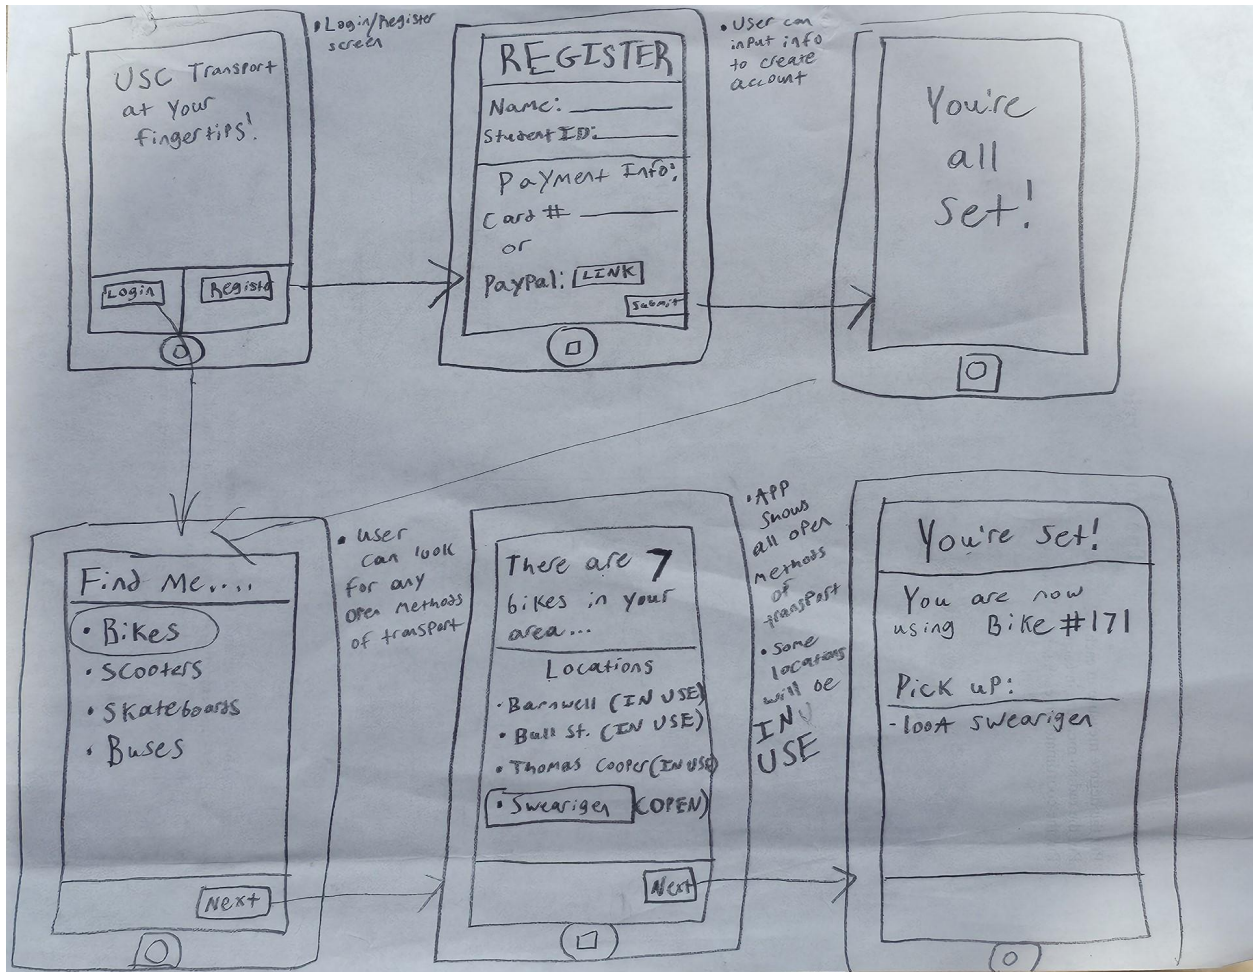 USC Transport
at your
fingertips!
Login
Register
• Login/Register
screen
REGISTER
Name:
Student ID:
Payment Info:
Card #
or
PayPal: LINK
Submit
• User can
input info
to create
account
You're
all
set!
Find Me....
• Bikes
• Scooters
• Skateboards
• Buses
Next
• User
can look
for any
open methods
of transport
There are 7
bikes in your
area...
Locations
• Barnwell (IN USE)
• Bull St. (IN USE)
• Thomas Cooper (IN USE)
• Swearigen (OPEN)
Next
• APP
shows
all open
methods
of
transport
• Some
locations
will be
IN
USE
You're set!
You are now
using Bike #171
Pick up:
- 100A Swearigen